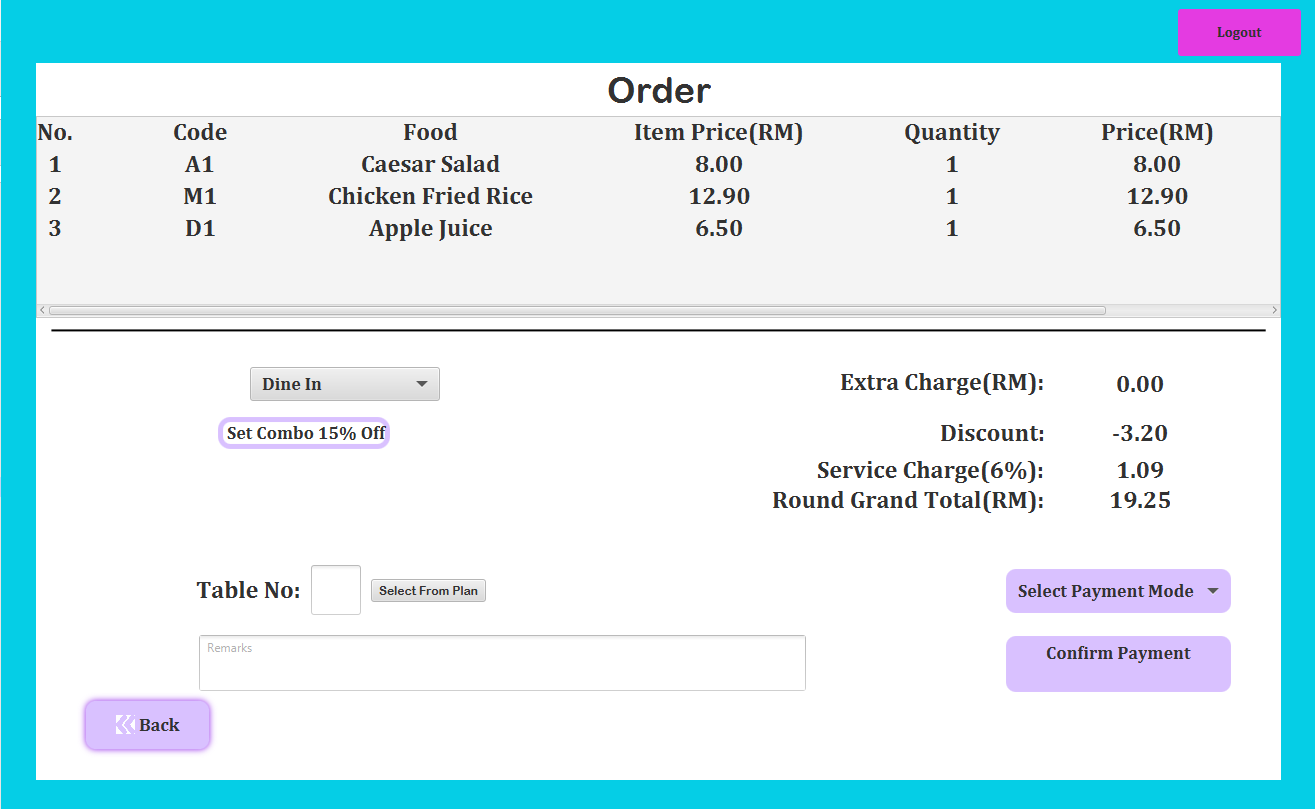 Logout
Order
No. Code Food Item Price(RM) Quantity Price(RM)
1 A1 Caesar Salad 8.00 1 8.00
2 M1 Chicken Fried Rice 12.90 1 12.90
3 D1 Apple Juice 6.50 1 6.50
Dine In
Extra Charge(RM): 0.00
Set Combo 15% Off
Discount: -3.20
Service Charge(6%): 1.09
Round Grand Total(RM): 19.25
Table No: Select From Plan
Select Payment Mode
Remarks
Confirm Payment
Back